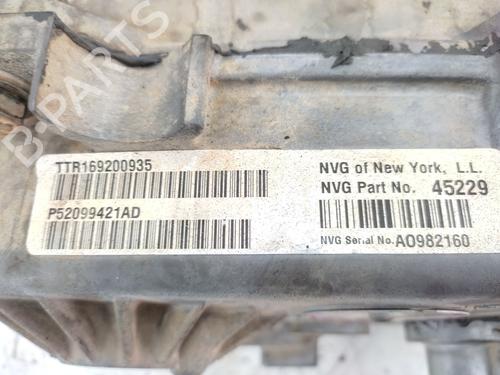 B-PARTS
TTR169200935
P52099421AD
NVG of New York, L.L.
NVG Part No. 45229
NVG Serial No. AO982160